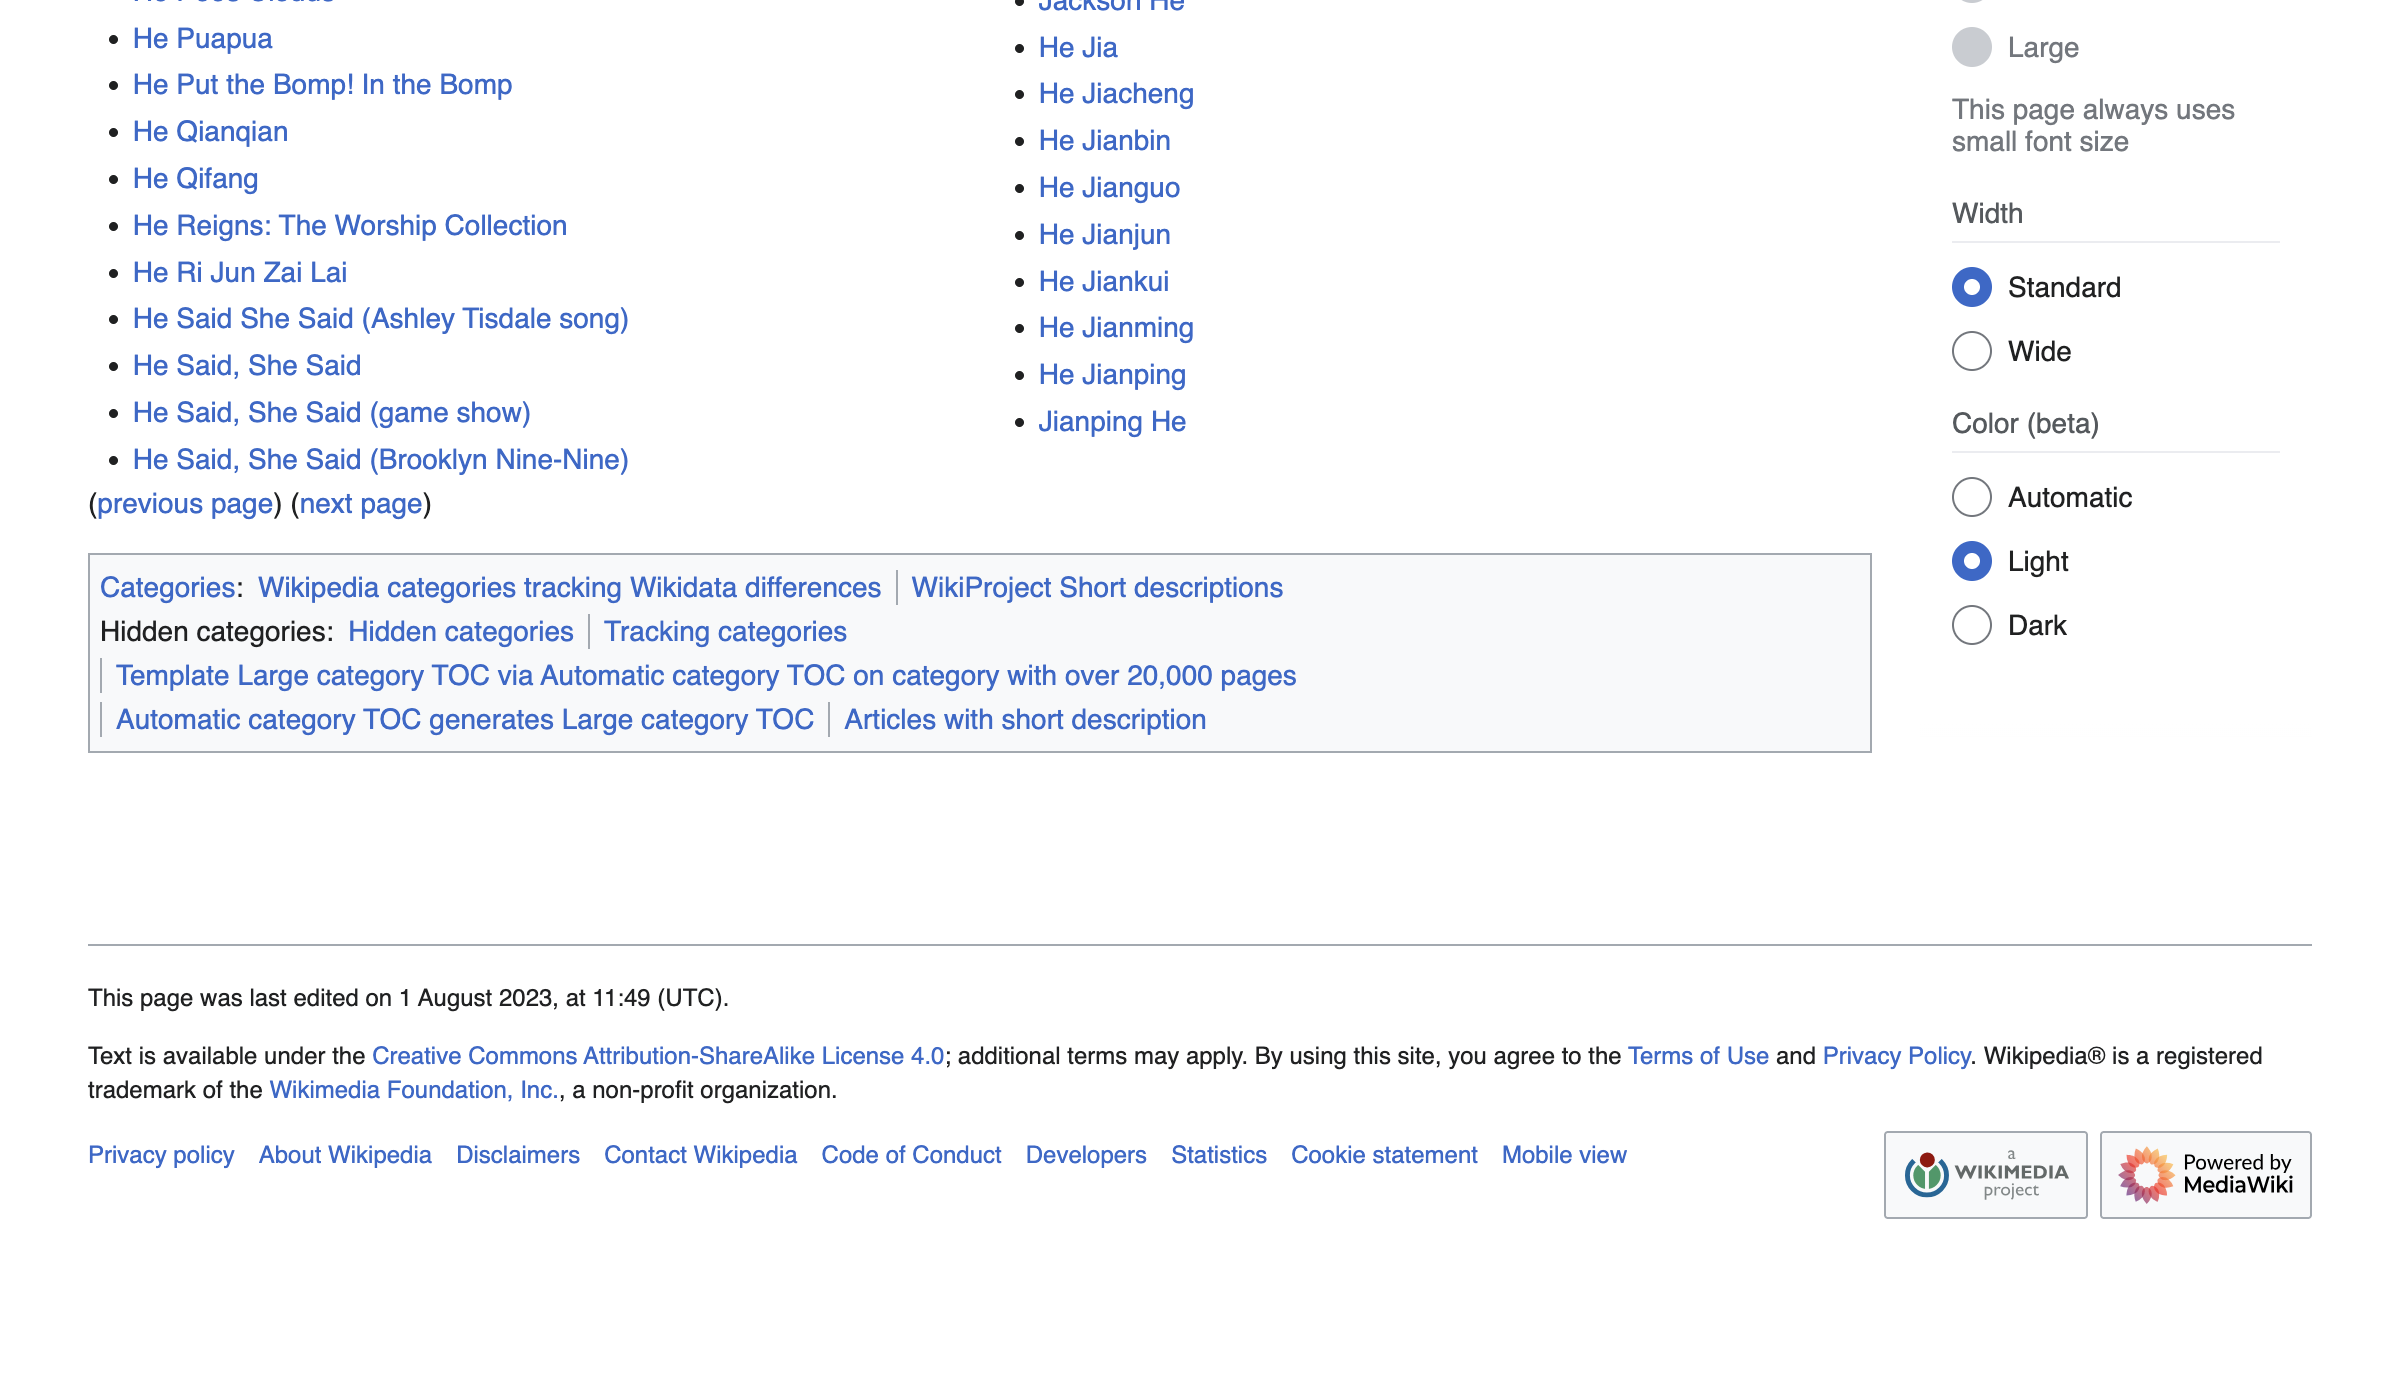 He Puapua
He Put the Bomp! In the Bomp
He Qianqian
He Qifang
He Reigns: The Worship Collection
He Ri Jun Zai Lai
He Said She Said (Ashley Tisdale song)
He Said, She Said
He Said, She Said (game show)
He Said, She Said (Brooklyn Nine-Nine)
Jackson He
He Jia
He Jiacheng
He Jianbin
He Jianguo
He Jianjun
He Jiankui
He Jianming
He Jianping
Jianping He
(previous page) (next page)
Categories: Wikipedia categories tracking Wikidata differences | WikiProject Short descriptions
Hidden categories: Hidden categories | Tracking categories
| Template Large category TOC via Automatic category TOC on category with over 20,000 pages
| Automatic category TOC generates Large category TOC | Articles with short description
Large
This page always uses
small font size
Width
Standard
Wide
Color (beta)
Automatic
Light
Dark
This page was last edited on 1 August 2023, at 11:49 (UTC).
Text is available under the Creative Commons Attribution-ShareAlike License 4.0; additional terms may apply. By using this site, you agree to the Terms of Use and Privacy Policy. Wikipedia® is a registered
trademark of the Wikimedia Foundation, Inc., a non-profit organization.
Privacy policy About Wikipedia Disclaimers Contact Wikipedia Code of Conduct Developers Statistics Cookie statement Mobile view
a
WIKIMEDIA
project
Powered by
MediaWiki